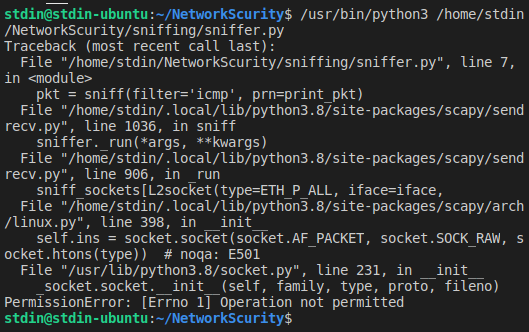 stdin@stdin-ubuntu:~/NetworkScurity$ /usr/bin/python3 /home/stdin
/NetworkScurity/sniffing/sniffer.py
Traceback (most recent call last):
  File "/home/stdin/NetworkScurity/sniffing/sniffer.py", line 7,
in <module>
    pkt = sniff(filter='icmp', prn=print_pkt)
  File "/home/stdin/.local/lib/python3.8/site-packages/scapy/send
recv.py", line 1036, in sniff
    sniffer._run(*args, **kwargs)
  File "/home/stdin/.local/lib/python3.8/site-packages/scapy/send
recv.py", line 906, in _run
    sniff_sockets[L2socket(type=ETH_P_ALL, iface=iface,
  File "/home/stdin/.local/lib/python3.8/site-packages/scapy/arch
/linux.py", line 398, in __init__
    self.ins = socket.socket(socket.AF_PACKET, socket.SOCK_RAW, s
ocket.htons(type))  # noqa: E501
  File "/usr/lib/python3.8/socket.py", line 231, in __init__
    _socket.socket.__init__(self, family, type, proto, fileno)
PermissionError: [Errno 1] Operation not permitted
stdin@stdin-ubuntu:~/NetworkScurity$